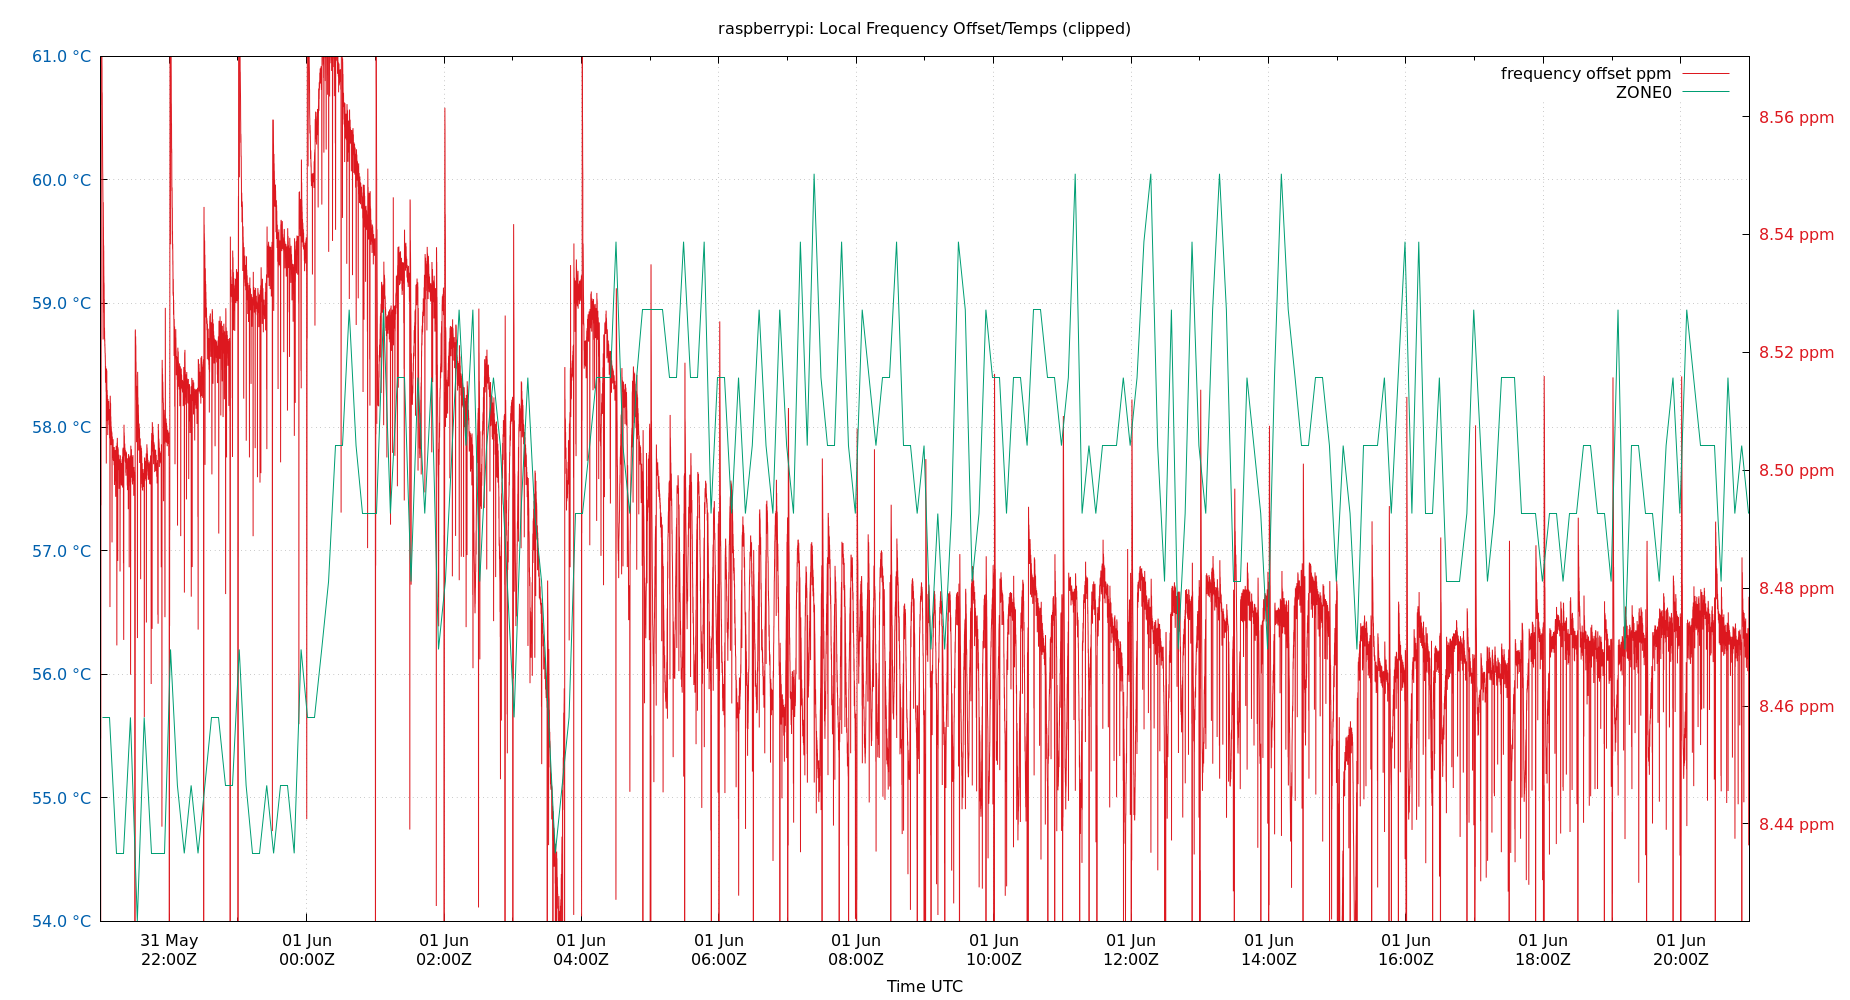 raspberrypi: Local Frequency Offset/Temps (clipped)
frequency offset ppm
ZONE0
61.0 °C
60.0 °C
59.0 °C
58.0 °C
57.0 °C
56.0 °C
55.0 °C
54.0 °C
8.56 ppm
8.54 ppm
8.52 ppm
8.50 ppm
8.48 ppm
8.46 ppm
8.44 ppm
31 May
22:00Z
01 Jun
00:00Z
01 Jun
02:00Z
01 Jun
04:00Z
01 Jun
06:00Z
01 Jun
08:00Z
01 Jun
10:00Z
01 Jun
12:00Z
01 Jun
14:00Z
01 Jun
16:00Z
01 Jun
18:00Z
01 Jun
20:00Z
Time UTC